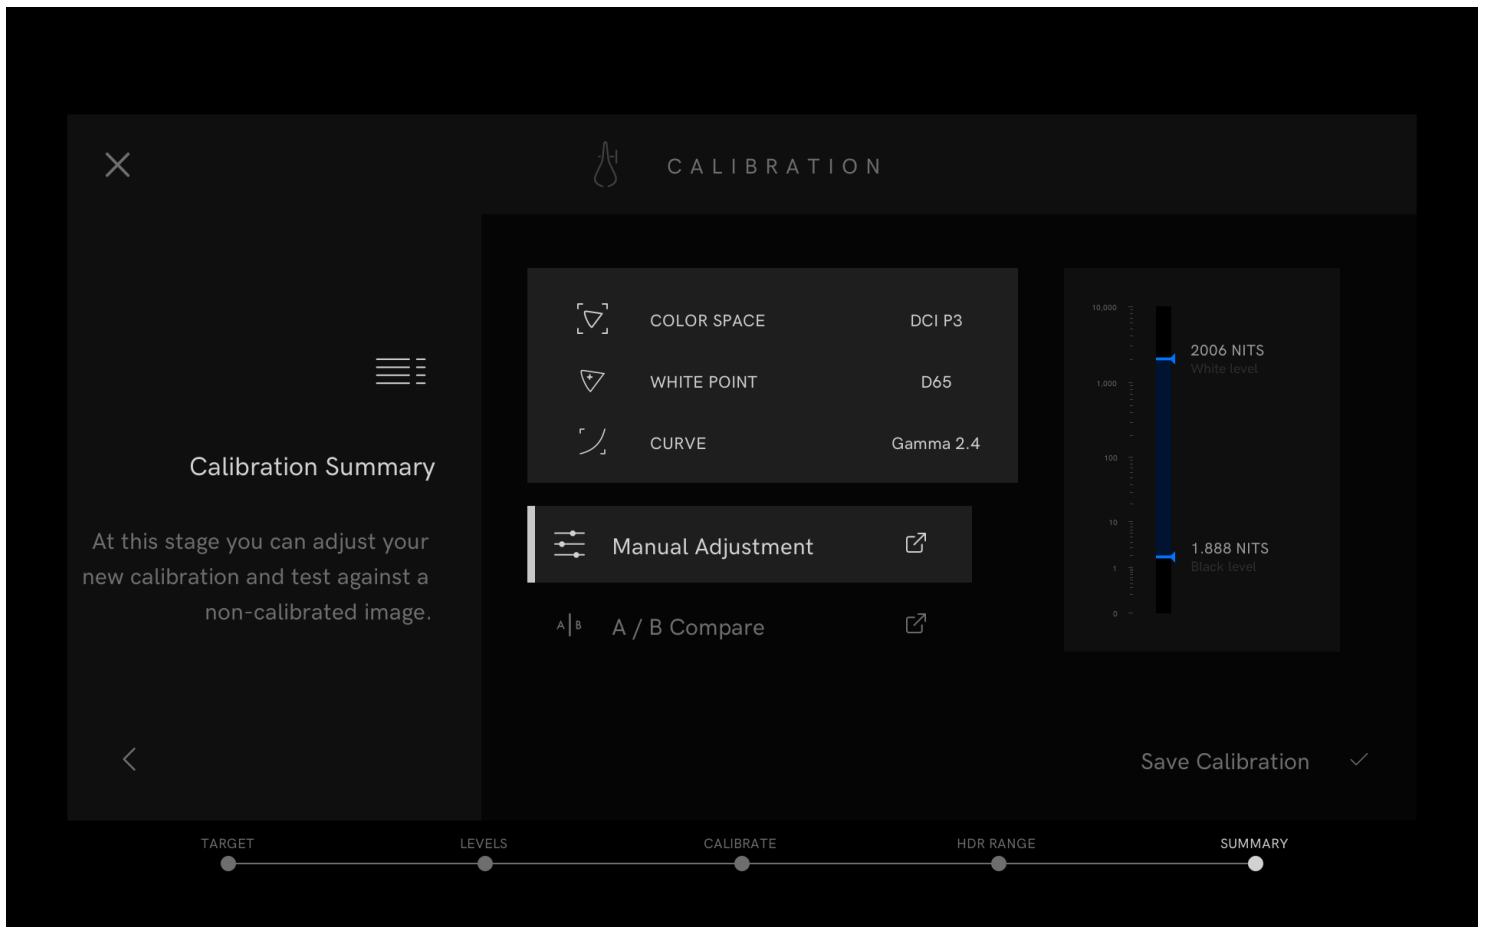 CALIBRATION
Calibration Summary
At this stage you can adjust your
new calibration and test against a
non-calibrated image.
COLOR SPACE DCI P3
WHITE POINT D65
CURVE Gamma 2.4
Manual Adjustment
A|B A / B Compare
10,000
1,000
100
10
1
0
2006 NITS
White level
1.888 NITS
Black level
Save Calibration
TARGET LEVELS CALIBRATE HDR RANGE SUMMARY